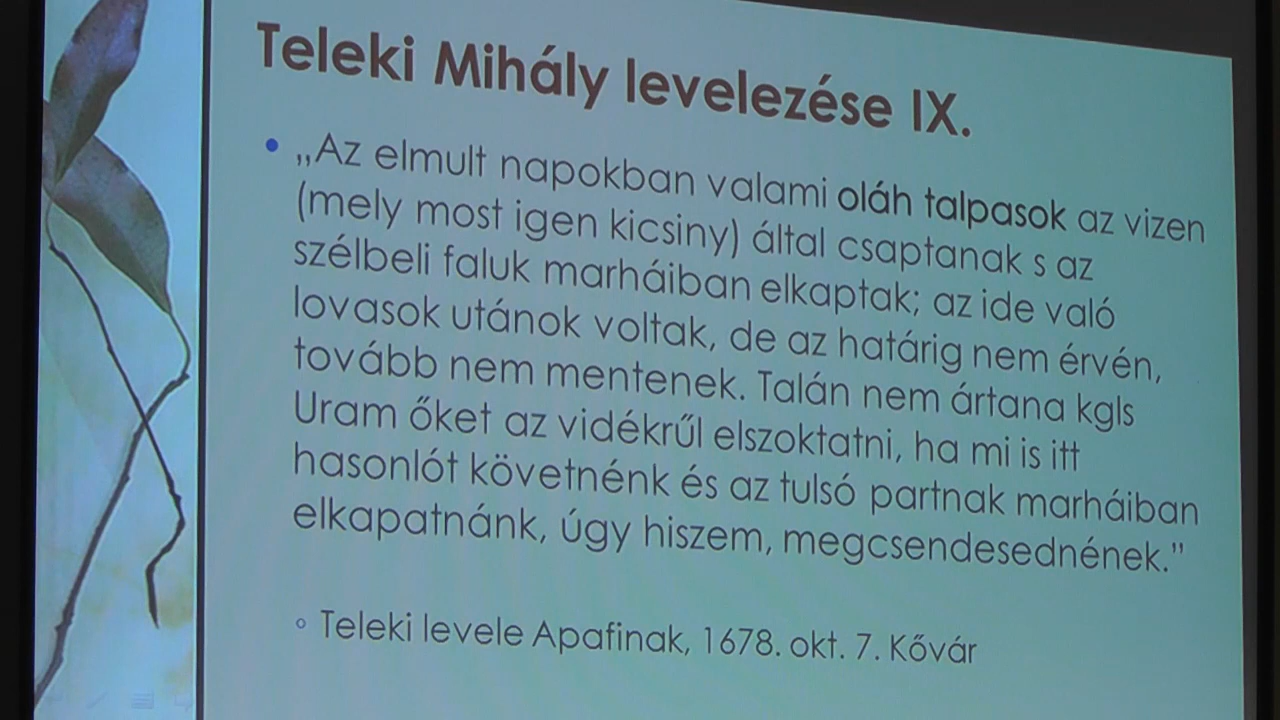 Teleki Mihály levelezése IX.
• „Az elmult napokban valami oláh talpasok az vizen
(mely most igen kicsiny) által csaptanak s az
szélbeli faluk marháiban elkaptak; az ide való
lovasok utánok voltak, de az határig nem érvén,
tovább nem mentenek. Talán nem ártana kgls
Uram őket az vidékrűl elszoktatni, ha mi is itt
hasonlót követnénk és az tulsó partnak marháiban
elkapatnánk, úgy hiszem, megcsendesednének."
◦ Teleki levele Apafinak, 1678. okt. 7. Kővár